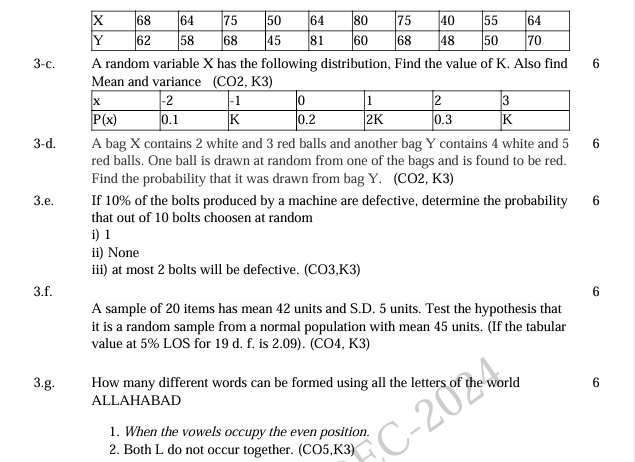 X 68 64 75 50 64 80 75 40 55 64
Y 62 58 68 45 81 60 68 48 50 70
3-c. A random variable X has the following distribution, Find the value of K. Also find 6
Mean and variance (CO2, K3)
x -2 -1 0 1 2 3
P(x) 0.1 K 0.2 2K 0.3 K
3-d. A bag X contains 2 white and 3 red balls and another bag Y contains 4 white and 5 6
red balls. One ball is drawn at random from one of the bags and is found to be red.
Find the probability that it was drawn from bag Y. (CO2, K3)
3.e. If 10% of the bolts produced by a machine are defective, determine the probability 6
that out of 10 bolts choosen at random
i) 1
ii) None
iii) at most 2 bolts will be defective. (CO3,K3)
3.f. 6
A sample of 20 items has mean 42 units and S.D. 5 units. Test the hypothesis that
it is a random sample from a normal population with mean 45 units. (If the tabular
value at 5% LOS for 19 d. f. is 2.09). (CO4, K3)
3.g. How many different words can be formed using all the letters of the world 6
ALLAHABAD
1. When the vowels occupy the even position.
2. Both L do not occur together. (CO5,K3)
EC-2024